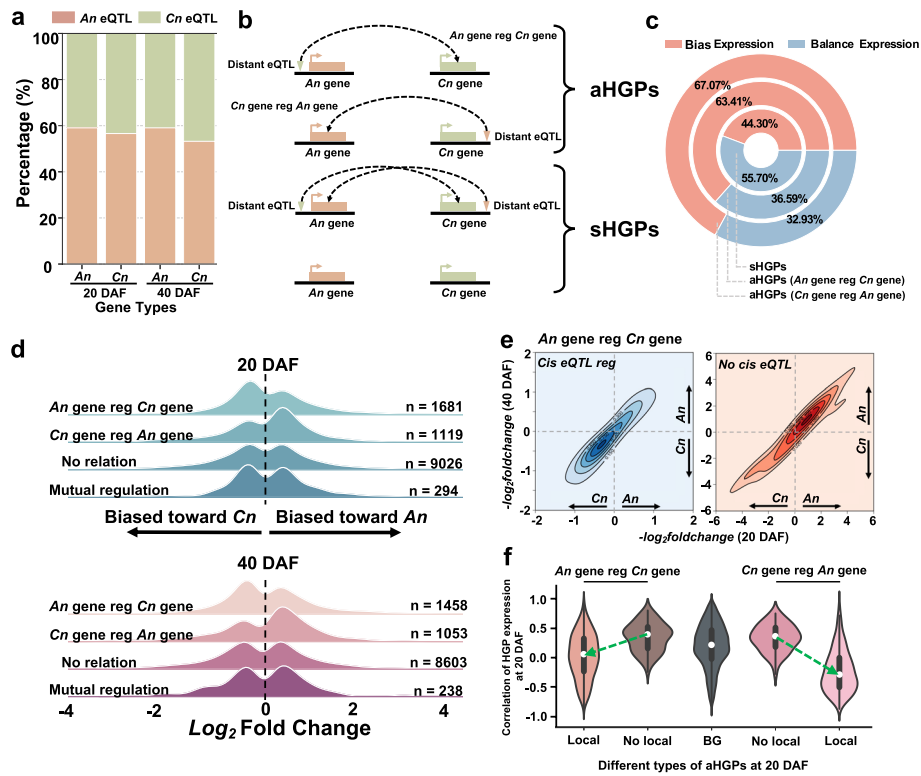 a
An eQTL
Cn eQTL
Percentage (%)
100
80
60
40
20
0
An
Cn
An
Cn
20 DAF
40 DAF
Gene Types
b
An gene reg Cn gene
Distant eQTL
An gene
Cn gene
Cn gene reg An gene
Distant eQTL
An gene
Cn gene
aHGPs
Distant eQTL
Distant eQTL
An gene
Cn gene
sHGPs
An gene
Cn gene
c
Bias Expression
Balance Expression
67.07%
63.41%
44.30%
55.70%
36.59%
32.93%
sHGPs
aHGPs (An gene reg Cn gene)
aHGPs (Cn gene reg An gene)
d
20 DAF
An gene reg Cn gene
n = 1681
Cn gene reg An gene
n = 1119
No relation
n = 9026
Mutual regulation
n = 294
Biased toward Cn
Biased toward An
40 DAF
An gene reg Cn gene
n = 1458
Cn gene reg An gene
n = 1053
No relation
n = 8603
Mutual regulation
n = 238
-4
-2
0
2
4
Log2 Fold Change
e
An gene reg Cn gene
Cis eQTL reg
No cis eQTL
-log2foldchange (40 DAF)
2
1
0
-1
-2
An
Cn
Cn
An
-2
-1
0
1
2
6
4
2
0
-2
-4
-6
An
Cn
Cn
An
-6
-4
-2
0
2
4
6
-log2foldchange (20 DAF)
f
An gene reg Cn gene
Cn gene reg An gene
Correlation of HGP expression
at 20 DAF
1.0
0.5
0.0
-0.5
-1.0
Local
No local
BG
No local
Local
Different types of aHGPs at 20 DAF